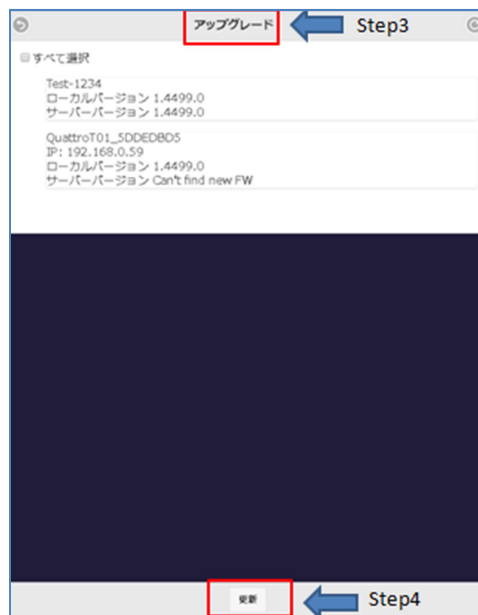 アップグレード
Step3
すべて選択
Test-1234
ローカルバージョン 1.4499.0
サーバーバージョン 1.4499.0
QuattroT01_5DDEDBD5
IP: 192.168.0.59
ローカルバージョン 1.4499.0
サーバーバージョン Can't find new FW
更新
Step4